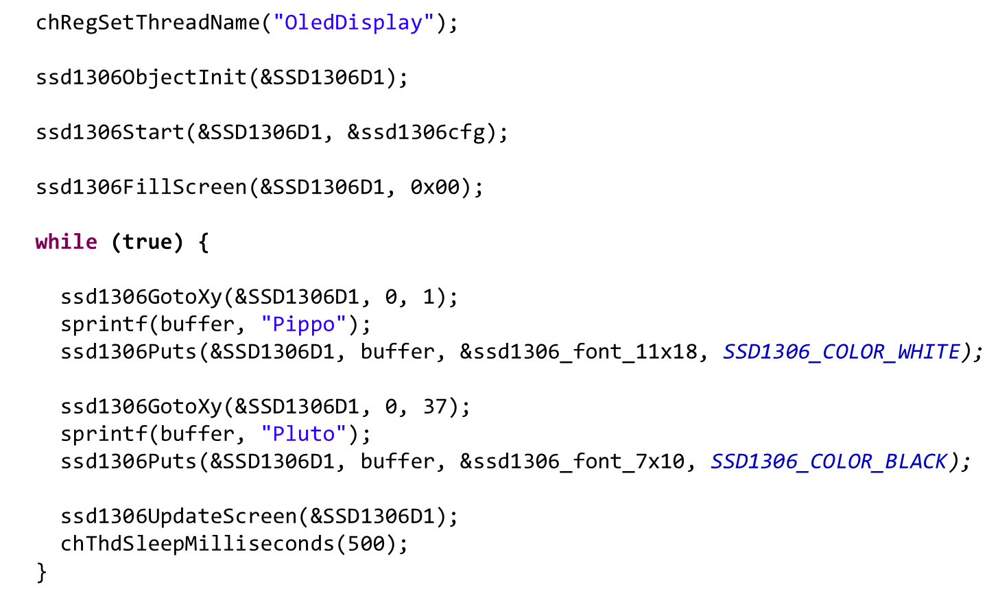 chRegSetThreadName("OledDisplay");
ssd1306ObjectInit(&SSD1306D1);
ssd1306Start(&SSD1306D1, &ssd1306cfg);
ssd1306FillScreen(&SSD1306D1, 0x00);
while (true) {
ssd1306GotoXy(&SSD1306D1, 0, 1);
sprintf(buffer, "Pippo");
ssd1306Puts(&SSD1306D1, buffer, &ssd1306_font_11x18, SSD1306_COLOR_WHITE);
ssd1306GotoXy(&SSD1306D1, 0, 37);
sprintf(buffer, "Pluto");
ssd1306Puts(&SSD1306D1, buffer, &ssd1306_font_7x10, SSD1306_COLOR_BLACK);
ssd1306UpdateScreen(&SSD1306D1);
chThdSleepMilliseconds(500);
}